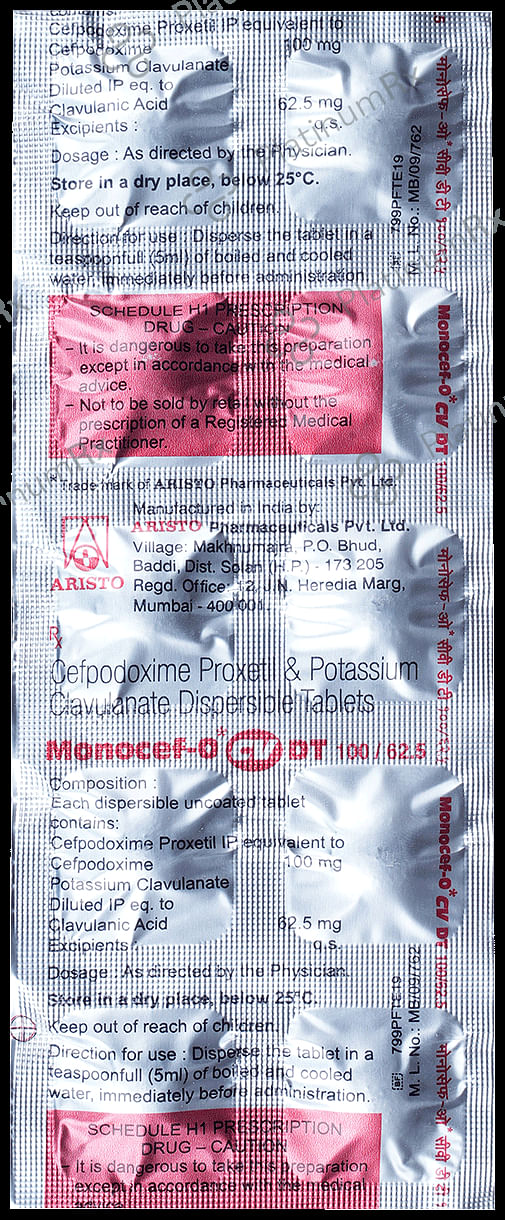 Cefpodoxime Proxetil IP equivalent to
Cefpodoxime 100 mg
Potassium Clavulanate
Diluted IP eq. to
Clavulanic Acid 62.5 mg
Excipients : q.s.
Dosage : As directed by the Physician.
Store in a dry place, below 25°C.
Keep out of reach of children.
Direction for use : Disperse the tablet in a
teaspoonfull (5ml) of boiled and cooled
water, immediately before administration.
799PFTE19
M. L. No.: MB/09/762
मोनोसेफ-ओ* सीवी डी टी
SCHEDULE H1 PRESCRIPTION
DRUG – CAUTION
- It is dangerous to take this preparation
except in accordance with the medical
advice.
- Not to be sold by retail without the
prescription of a Registered Medical
Practitioner.
Monocef-O* CV DT 100/62.5
* Trade mark of ARISTO Pharmaceuticals Pvt. Ltd.
Manufactured in India by:
ARISTO Pharmaceuticals Pvt. Ltd.
Village: Makhnumajra, P.O. Bhud,
Baddi, Dist. Solan (H.P.) - 173 205
Regd. Office: 12, J.N. Heredia Marg,
Mumbai - 400 001.
ARISTO
मोनोसेफ-ओ* सीवी डी टी
Rx
Cefpodoxime Proxetil & Potassium
Clavulanate Dispersible Tablets
Monocef-O* CV DT 100/62.5
Composition :
Each dispersible uncoated tablet
contains:
Cefpodoxime Proxetil IP equivalent to
Cefpodoxime 100 mg
Potassium Clavulanate
Diluted IP eq. to
Clavulanic Acid 62.5 mg
Excipients : q.s.
Monocef-O* CV DT 100/62.5
Dosage : As directed by the Physician.
Store in a dry place, below 25°C.
Keep out of reach of children.
Direction for use : Disperse the tablet in a
teaspoonfull (5ml) of boiled and cooled
water, immediately before administration.
799PFTE19
M. L. No.: MB/09/762
मोनोसेफ-ओ* सीवी डी टी
SCHEDULE H1 PRESCRIPTION
DRUG – CAUTION
- It is dangerous to take this preparation
except in accordance with the medical
PlatinumRx